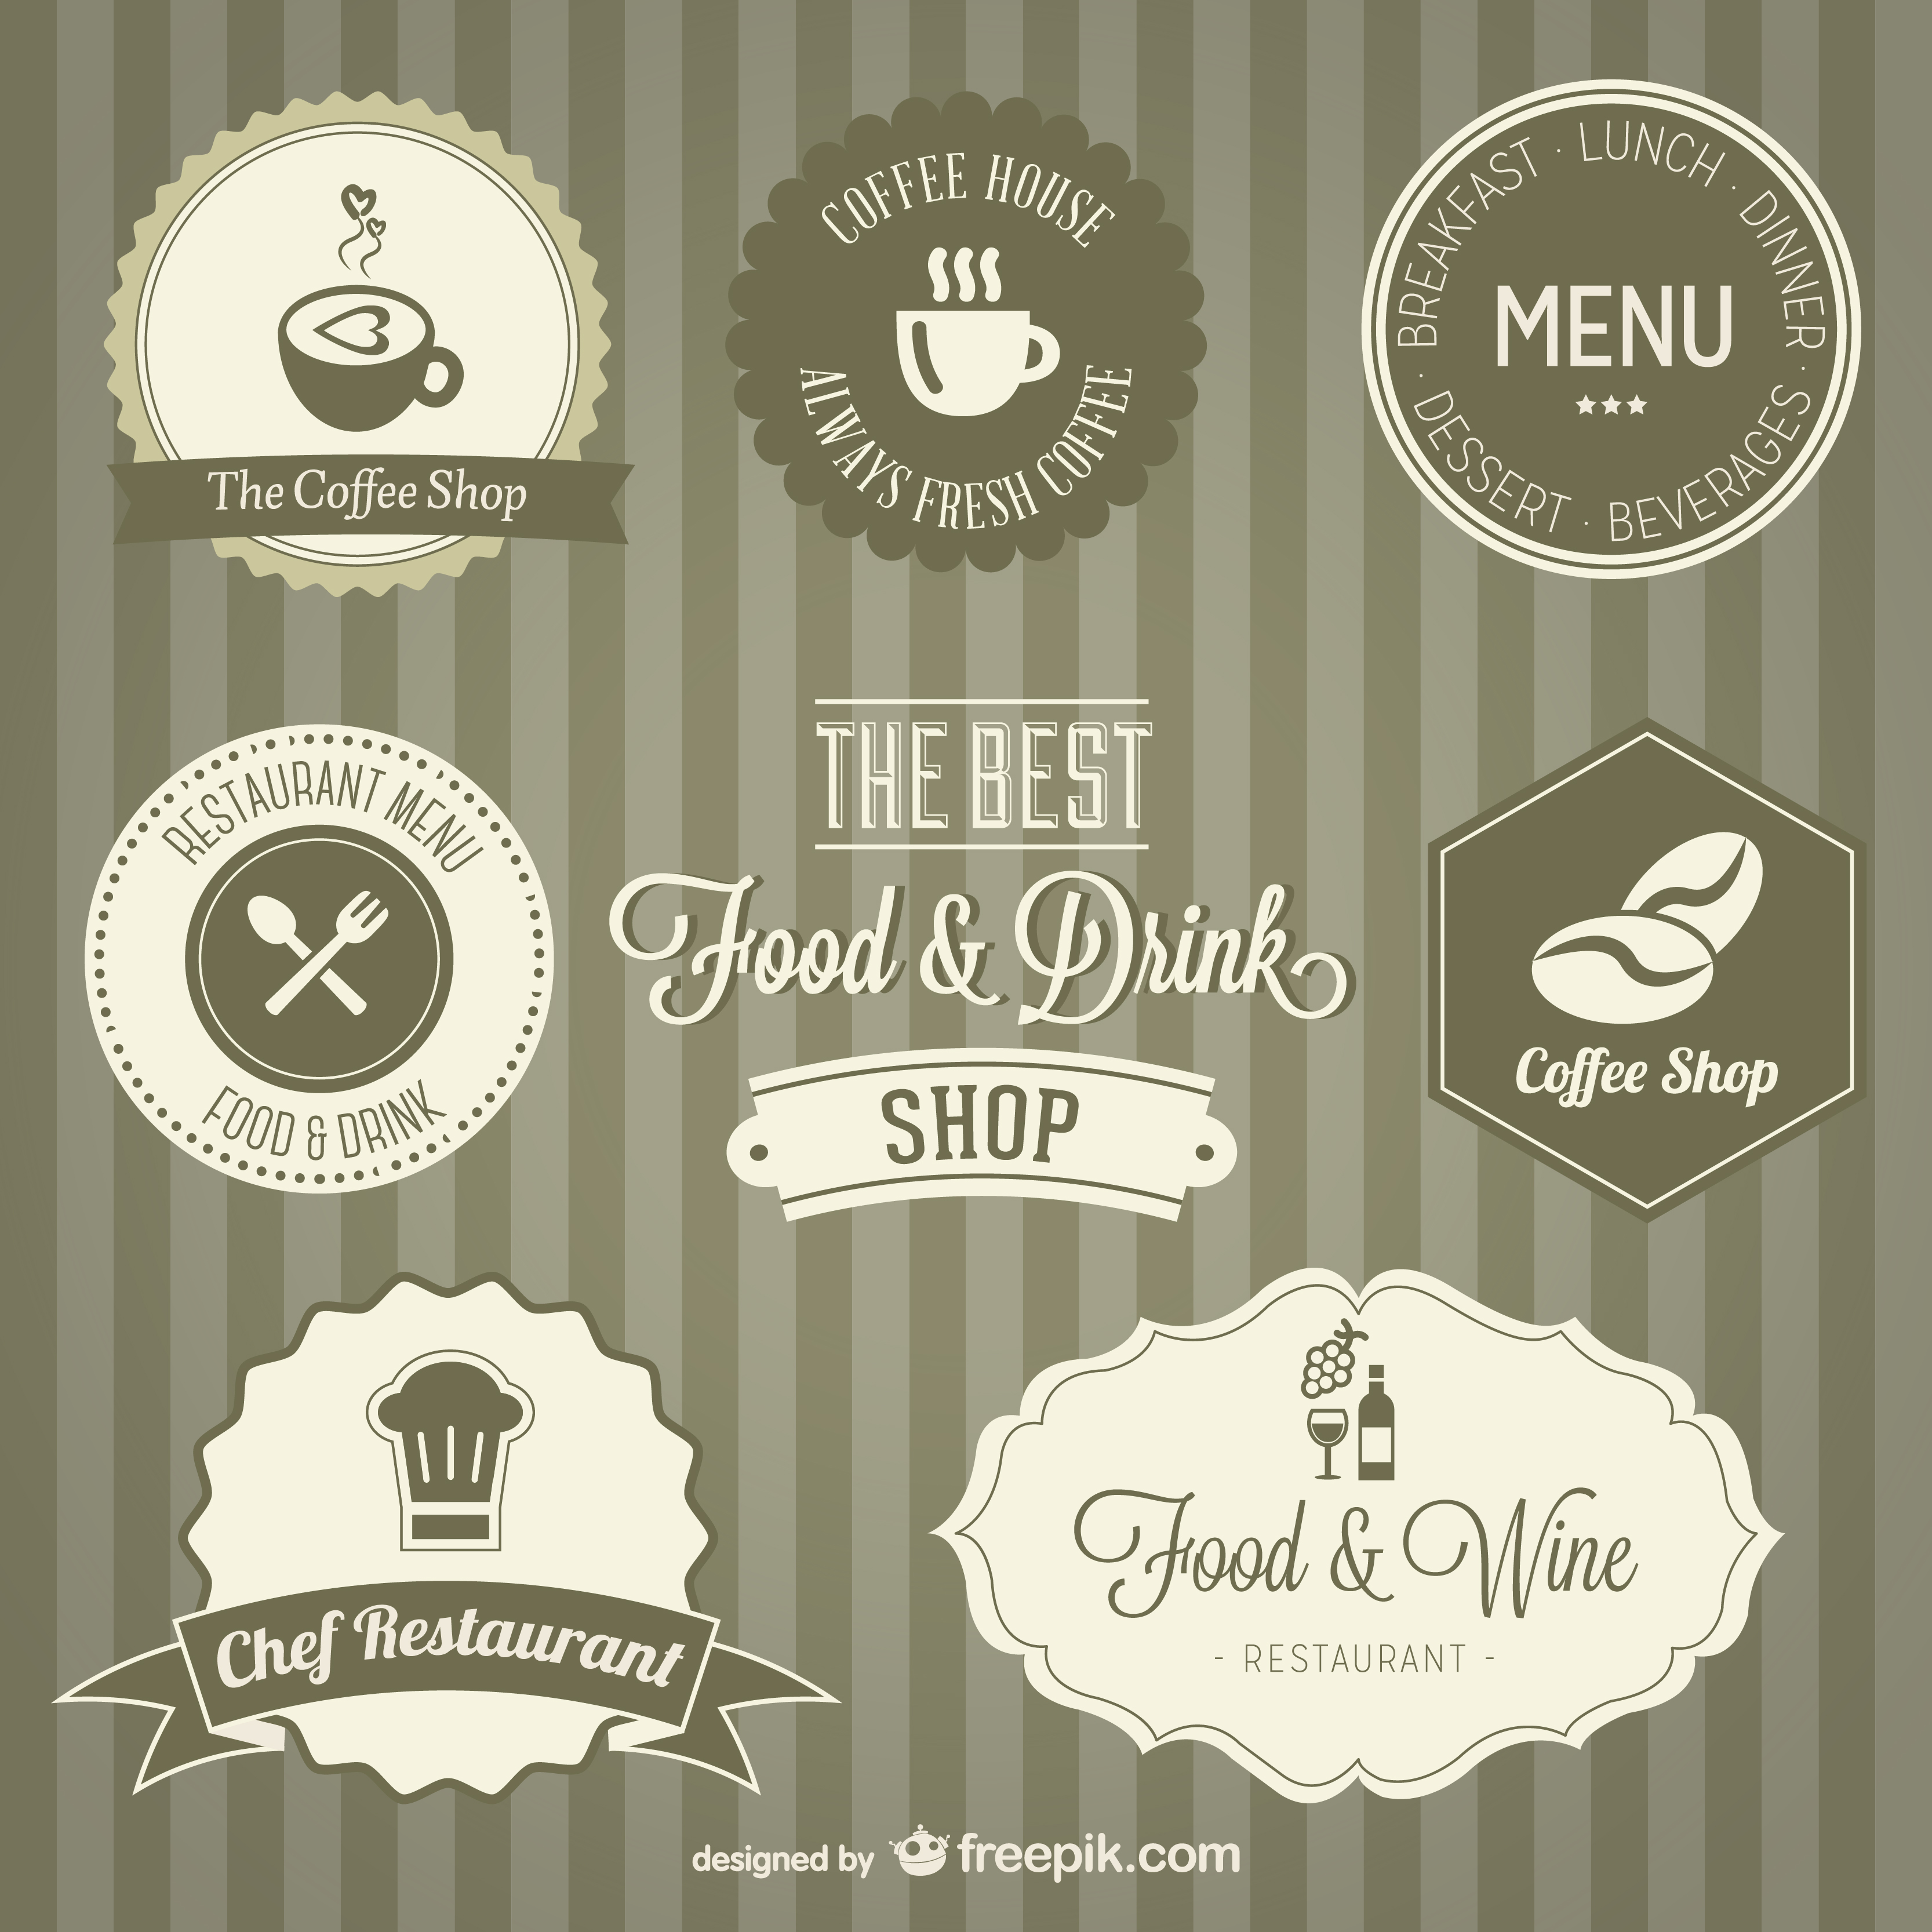 The Coffee Shop
COFFEE HOUSE
ALWAYS FRESH COFFEE
BREAKFAST · LUNCH · DINNER · BEVERAGES · DESSERT ·
MENU
RESTAURANT MENU
FOOD & DRINK
THE BEST
Food & Drink
SHOP
Coffee Shop
Chef Restaurant
Food & Wine
- RESTAURANT -
designed by freepik.com